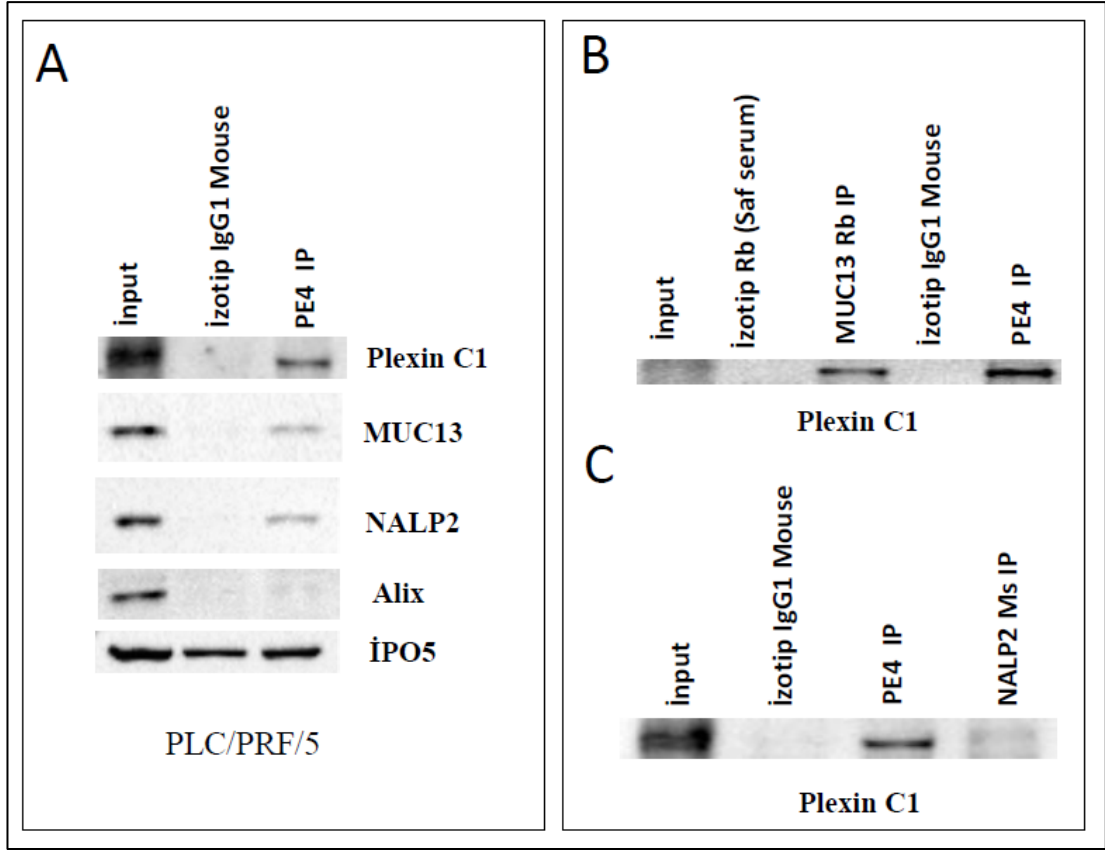 A
İnput
İzotip IgG1 Mouse
PE4 IP
Plexin C1
MUC13
NALP2
Alix
İPO5
PLC/PRF/5
B
İnput
İzotip Rb (Saf serum)
MUC13 Rb IP
İzotip IgG1 Mouse
PE4 IP
Plexin C1
C
İnput
İzotip IgG1 Mouse
PE4 IP
NALP2 Ms IP
Plexin C1